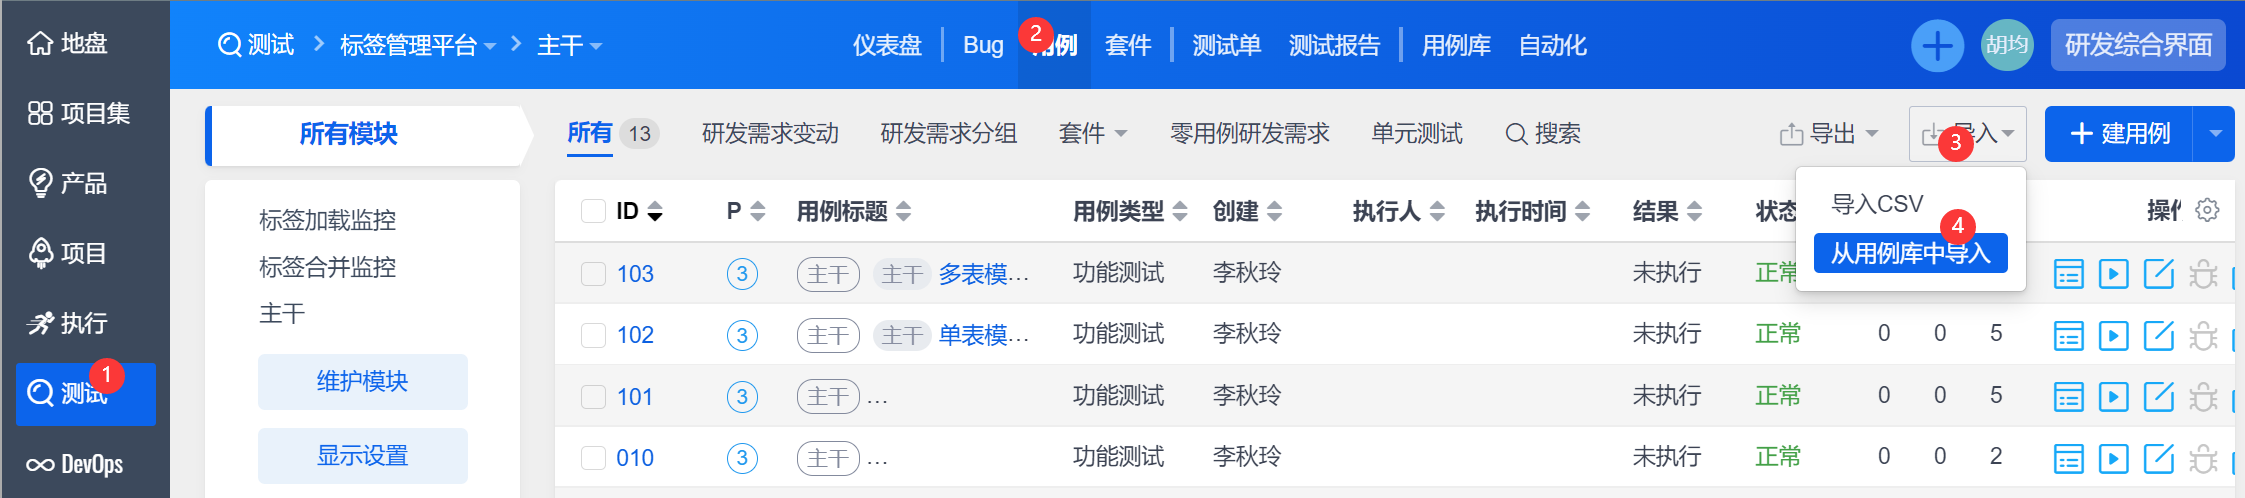 地盘
项目集
产品
项目
执行
测试
1
DevOps
测试 标签管理平台 主干
仪表盘 Bug 用例 套件 测试单 测试报告 用例库 自动化
2
胡均 研发综合界面
所有模块
标签加载监控
标签合并监控
主干
维护模块
显示设置
所有 13 研发需求变动 研发需求分组 套件 零用例研发需求 单元测试 搜索
导出 导入 + 建用例
3
导入CSV
4
从用例库中导入
ID P 用例标题 用例类型 创建 执行人 执行时间 结果 状态 操作
103 3 主干 主干 多表模… 功能测试 李秋玲 未执行 正常
102 3 主干 主干 单表模… 功能测试 李秋玲 未执行 正常 0 0 5
101 3 主干 … 功能测试 李秋玲 未执行 正常 0 0 5
010 3 主干 … 功能测试 李秋玲 未执行 正常 0 0 2